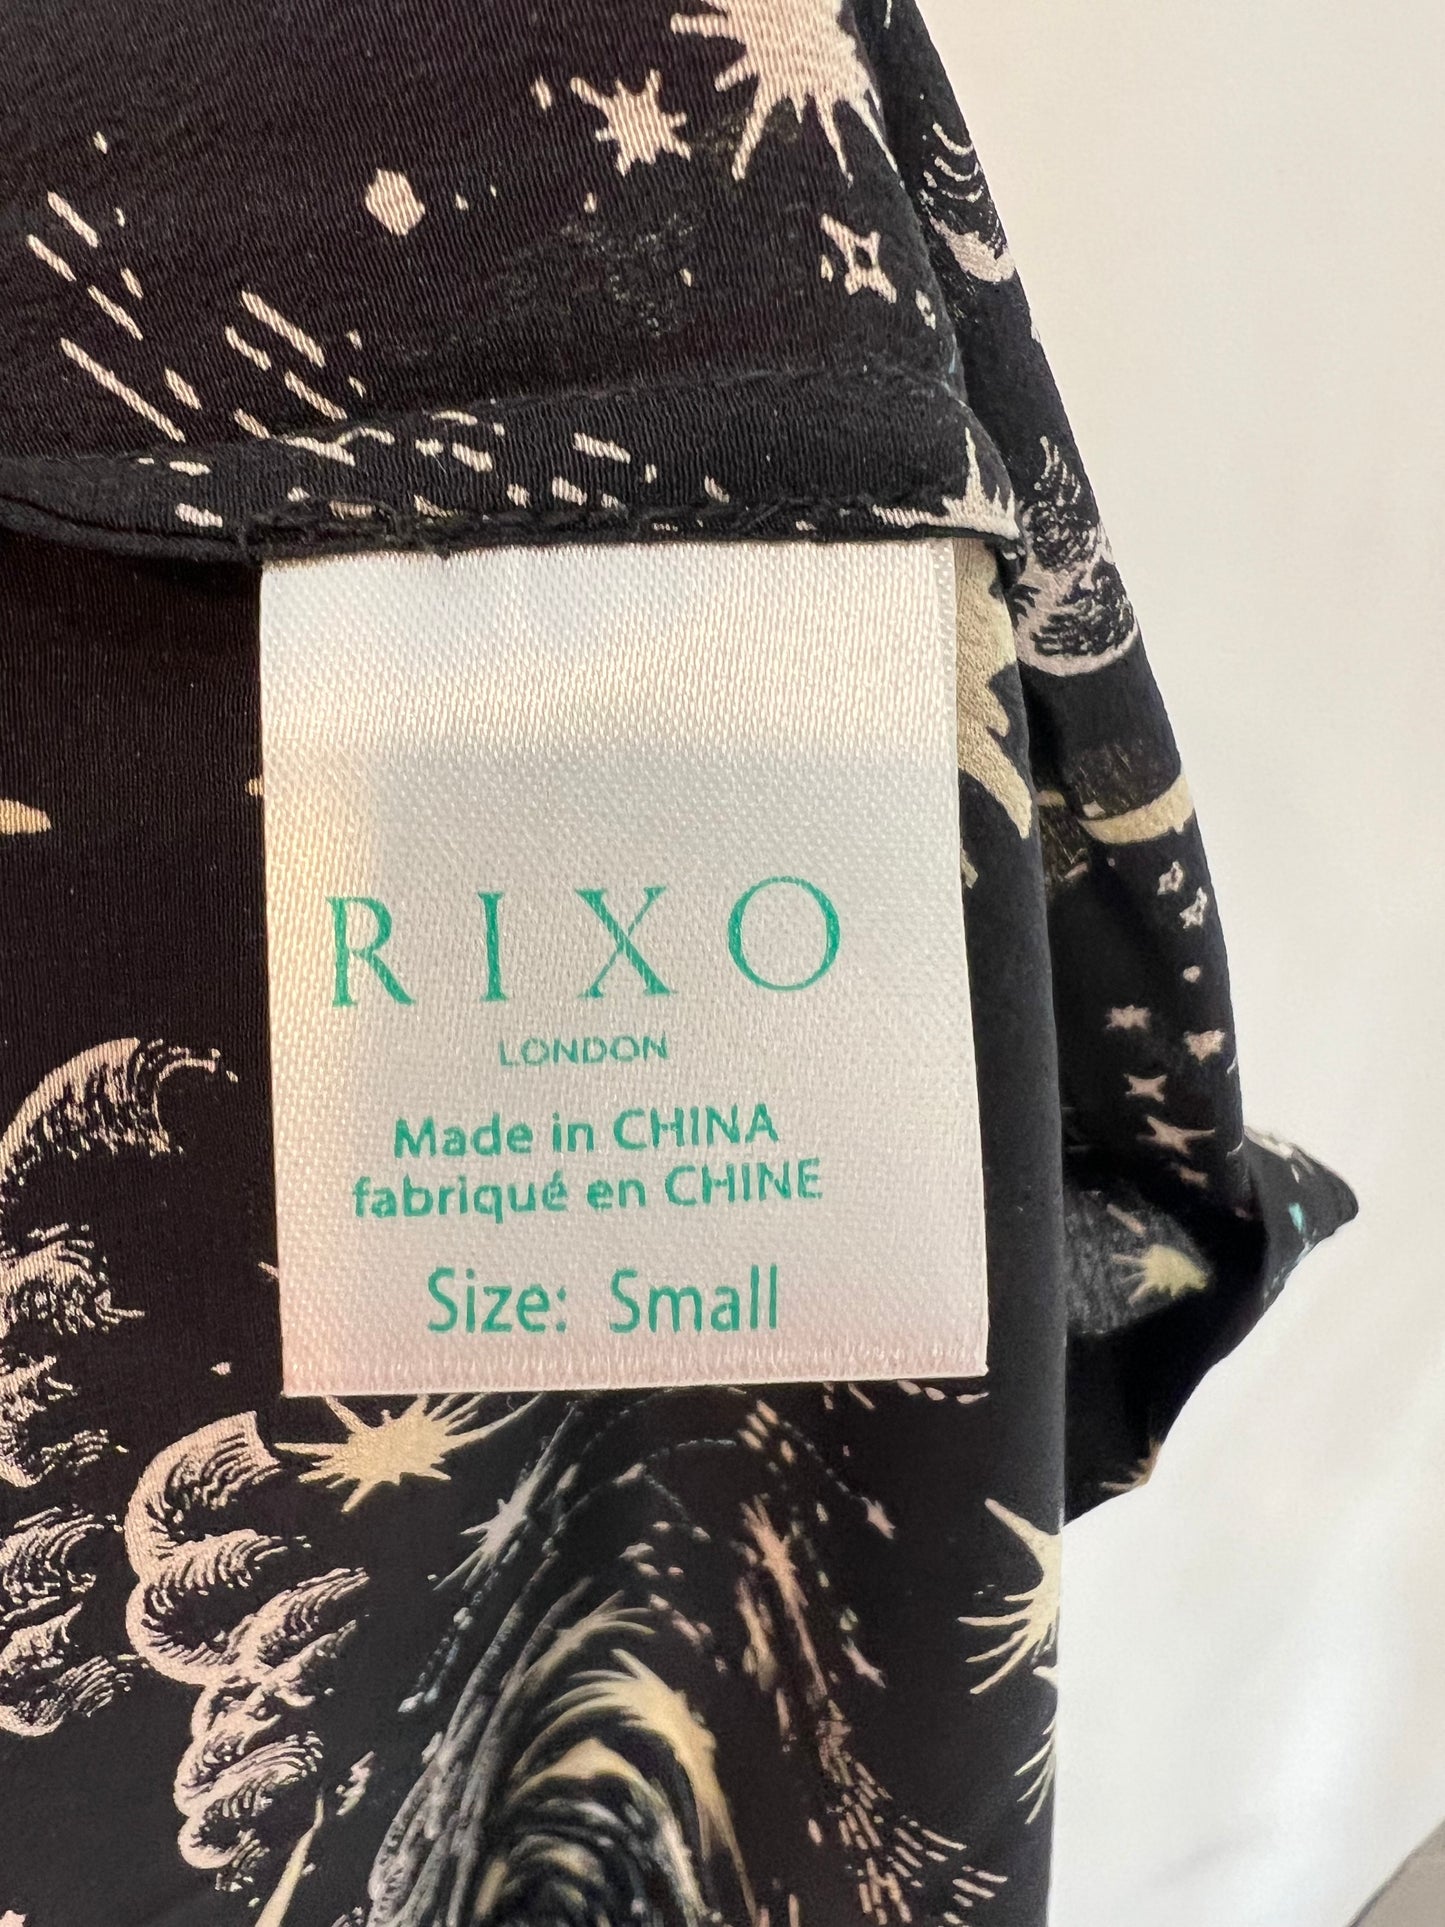 RIXO
LONDON
Made in CHINA
fabriqué en CHINE
Size: Small